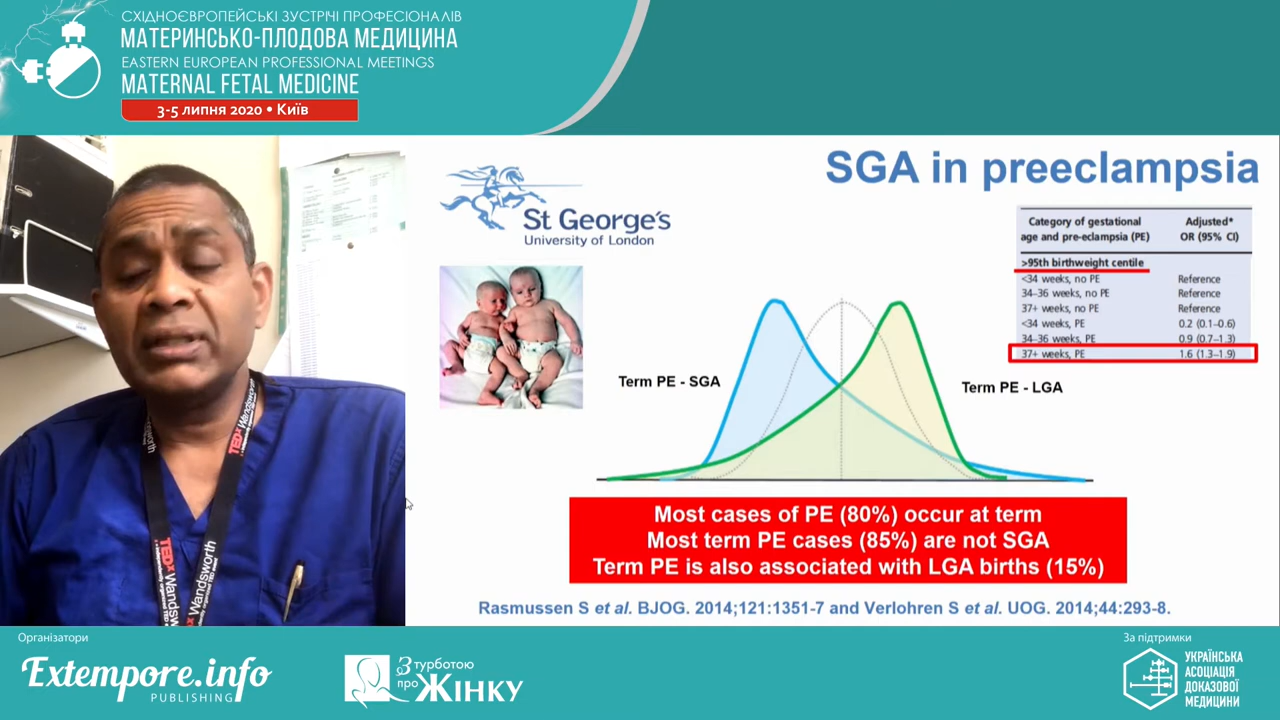 СХІДНОЄВРОПЕЙСЬКІ ЗУСТРІЧІ ПРОФЕСІОНАЛІВ
МАТЕРИНСЬКО-ПЛОДОВА МЕДИЦИНА
EASTERN EUROPEAN PROFESSIONAL MEETINGS
MATERNAL FETAL MEDICINE
3-5 липня 2020 • Київ
SGA in preeclampsia
St George's
University of London
Category of gestational age and pre-eclampsia (PE) Adjusted* OR (95% CI)
>95th birthweight centile
<34 weeks, no PE Reference
34–36 weeks, no PE Reference
37+ weeks, no PE Reference
<34 weeks, PE 0.2 (0.1–0.6)
34–36 weeks, PE 0.9 (0.7–1.3)
37+ weeks, PE 1.6 (1.3–1.9)
Term PE - SGA
Term PE - LGA
Most cases of PE (80%) occur at term
Most term PE cases (85%) are not SGA
Term PE is also associated with LGA births (15%)
Rasmussen S et al. BJOG. 2014;121:1351-7 and Verlohren S et al. UOG. 2014;44:293-8.
TEDx Wandsworth
TEDx Wandsworth
Організатори
Extempore.info
PUBLISHING
З турботою
про ЖІНКУ
За підтримки
УКРАЇНСЬКА
АСОЦІАЦІЯ
ДОКАЗОВОЇ
МЕДИЦИНИ